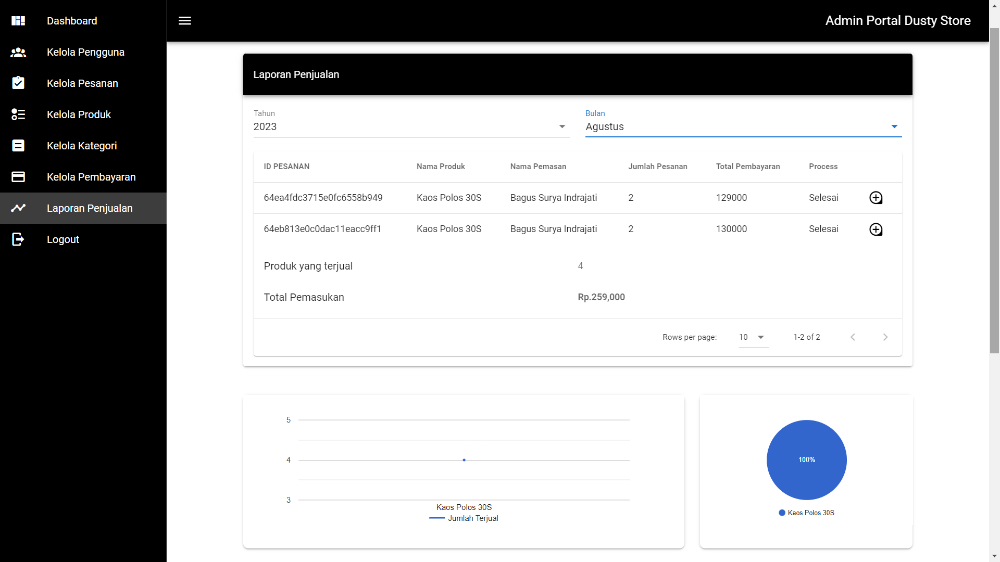 Dashboard
Kelola Pengguna
Kelola Pesanan
Kelola Produk
Kelola Kategori
Kelola Pembayaran
Laporan Penjualan
Logout
Admin Portal Dusty Store
Laporan Penjualan
Tahun Bulan
2023 Agustus
ID PESANAN Nama Produk Nama Pemasan Jumlah Pesanan Total Pembayaran Process
64ea4fdc3715e0fc6558b949 Kaos Polos 30S Bagus Surya Indrajati 2 129000 Selesai
64eb813e0c0dac11eacc9ff1 Kaos Polos 30S Bagus Surya Indrajati 2 130000 Selesai
Produk yang terjual 4
Total Pemasukan Rp.259,000
Rows per page: 10 1-2 of 2
5
4
3
Kaos Polos 30S
Jumlah Terjual
100%
Kaos Polos 30S